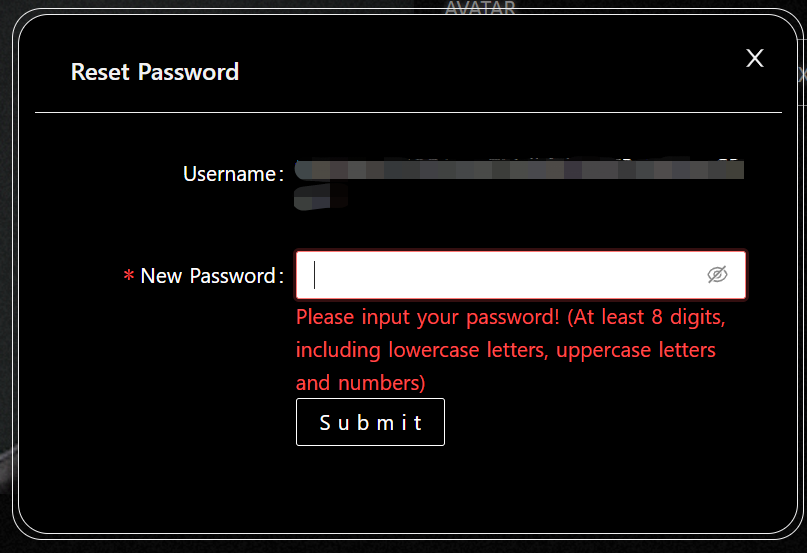 AVATAR
X
Reset Password
Username:
* New Password:
Please input your password! (At least 8 digits,
including lowercase letters, uppercase letters
and numbers)
Submit